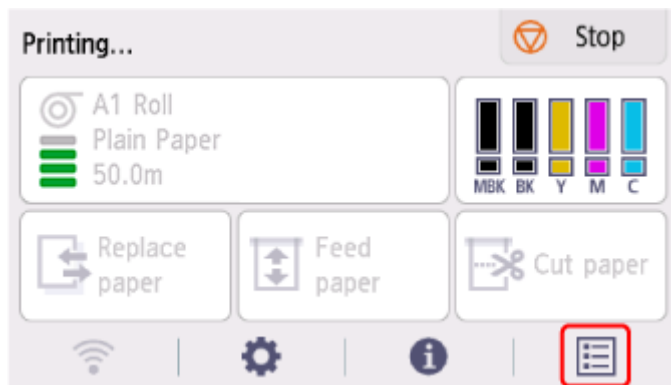 Printing...
Stop
A1 Roll
Plain Paper
50.0m
MBK BK Y M C
Replace
paper
Feed
paper
Cut paper